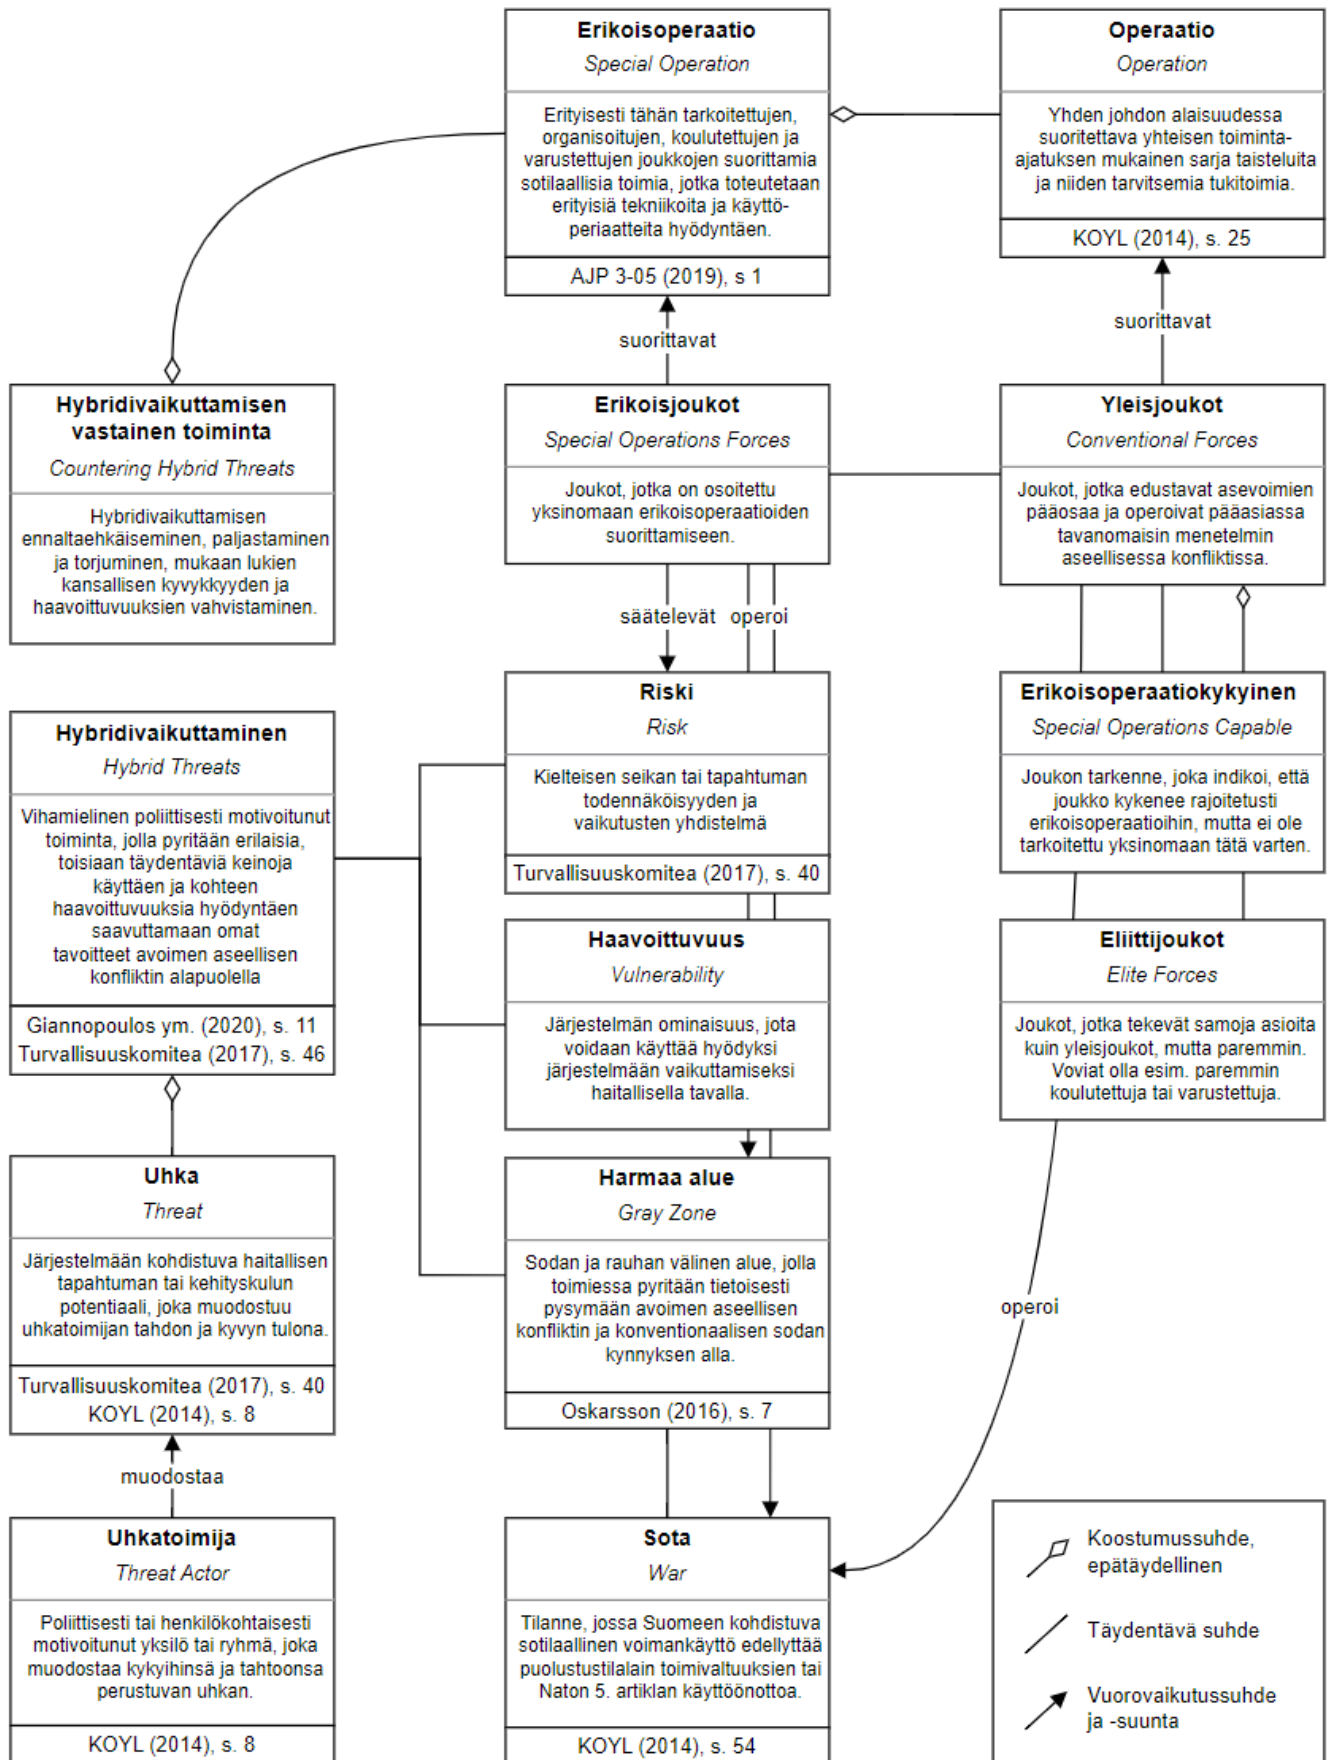 Erikoisoperaatio
Special Operation
Erityisesti tähän tarkoitettujen,
organisoitujen, koulutettujen ja
varustettujen joukkojen suorittamia
sotilaallisia toimia, jotka toteutetaan
erityisiä tekniikoita ja käyttö-
periaatteita hyödyntäen.
AJP 3-05 (2019), s 1
Operaatio
Operation
Yhden johdon alaisuudessa
suoritettava yhteisen toiminta-
ajatuksen mukainen sarja taisteluita
ja niiden tarvitsemia tukitoimia.
KOYL (2014), s. 25
suorittavat
suorittavat
Hybridivaikuttamisen
vastainen toiminta
Countering Hybrid Threats
Hybridivaikuttamisen
ennaltaehkäiseminen, paljastaminen
ja torjuminen, mukaan lukien
kansallisen kyvykkyyden ja
haavoittuvuuksien vahvistaminen.
Erikoisjoukot
Special Operations Forces
Joukot, jotka on osoitettu
yksinomaan erikoisoperaatioiden
suorittamiseen.
Yleisjoukot
Conventional Forces
Joukot, jotka edustavat asevoimien
pääosaa ja operoivat pääasiassa
tavanomaisin menetelmin
aseellisessa konfliktissa.
säätelevät operoi
Hybridivaikuttaminen
Hybrid Threats
Vihamielinen poliittisesti motivoitunut
toiminta, jolla pyritään erilaisia,
toisiaan täydentäviä keinoja
käyttäen ja kohteen
haavoittuvuuksia hyödyntäen
saavuttamaan omat
tavoitteet avoimen aseellisen
konfliktin alapuolella
Giannopoulos ym. (2020), s. 11
Turvallisuuskomitea (2017), s. 46
Riski
Risk
Kielteisen seikan tai tapahtuman
todennäköisyyden ja
vaikutusten yhdistelmä
Turvallisuuskomitea (2017), s. 40
Erikoisoperaatiokykyinen
Special Operations Capable
Joukon tarkenne, joka indikoi, että
joukko kykenee rajoitetusti
erikoisoperaatioihin, mutta ei ole
tarkoitettu yksinomaan tätä varten.
Haavoittuvuus
Vulnerability
Järjestelmän ominaisuus, jota
voidaan käyttää hyödyksi
järjestelmään vaikuttamiseksi
haitallisella tavalla.
Eliittijoukot
Elite Forces
Joukot, jotka tekevät samoja asioita
kuin yleisjoukot, mutta paremmin.
Voviat olla esim. paremmin
koulutettuja tai varustettuja.
Uhka
Threat
Järjestelmään kohdistuva haitallisen
tapahtuman tai kehityskulun
potentiaali, joka muodostuu
uhkatoimijan tahdon ja kyvyn tulona.
Turvallisuuskomitea (2017), s. 40
KOYL (2014), s. 8
Harmaa alue
Gray Zone
Sodan ja rauhan välinen alue, jolla
toimiessa pyritään tietoisesti
pysymään avoimen aseellisen
konfliktin ja konventionaalisen sodan
kynnyksen alla.
Oskarsson (2016), s. 7
operoi
muodostaa
Uhkatoimija
Threat Actor
Poliittisesti tai henkilökohtaisesti
motivoitunut yksilö tai ryhmä, joka
muodostaa kykyihinsä ja tahtoonsa
perustuvan uhkan.
KOYL (2014), s. 8
Sota
War
Tilanne, jossa Suomeen kohdistuva
sotilaallinen voimankäyttö edellyttää
puolustustilalain toimivaltuuksien tai
Naton 5. artiklan käyttöönottoa.
KOYL (2014), s. 54
Koostumussuhde,
epätäydellinen
Täydentävä suhde
Vuorovaikutussuhde
ja -suunta